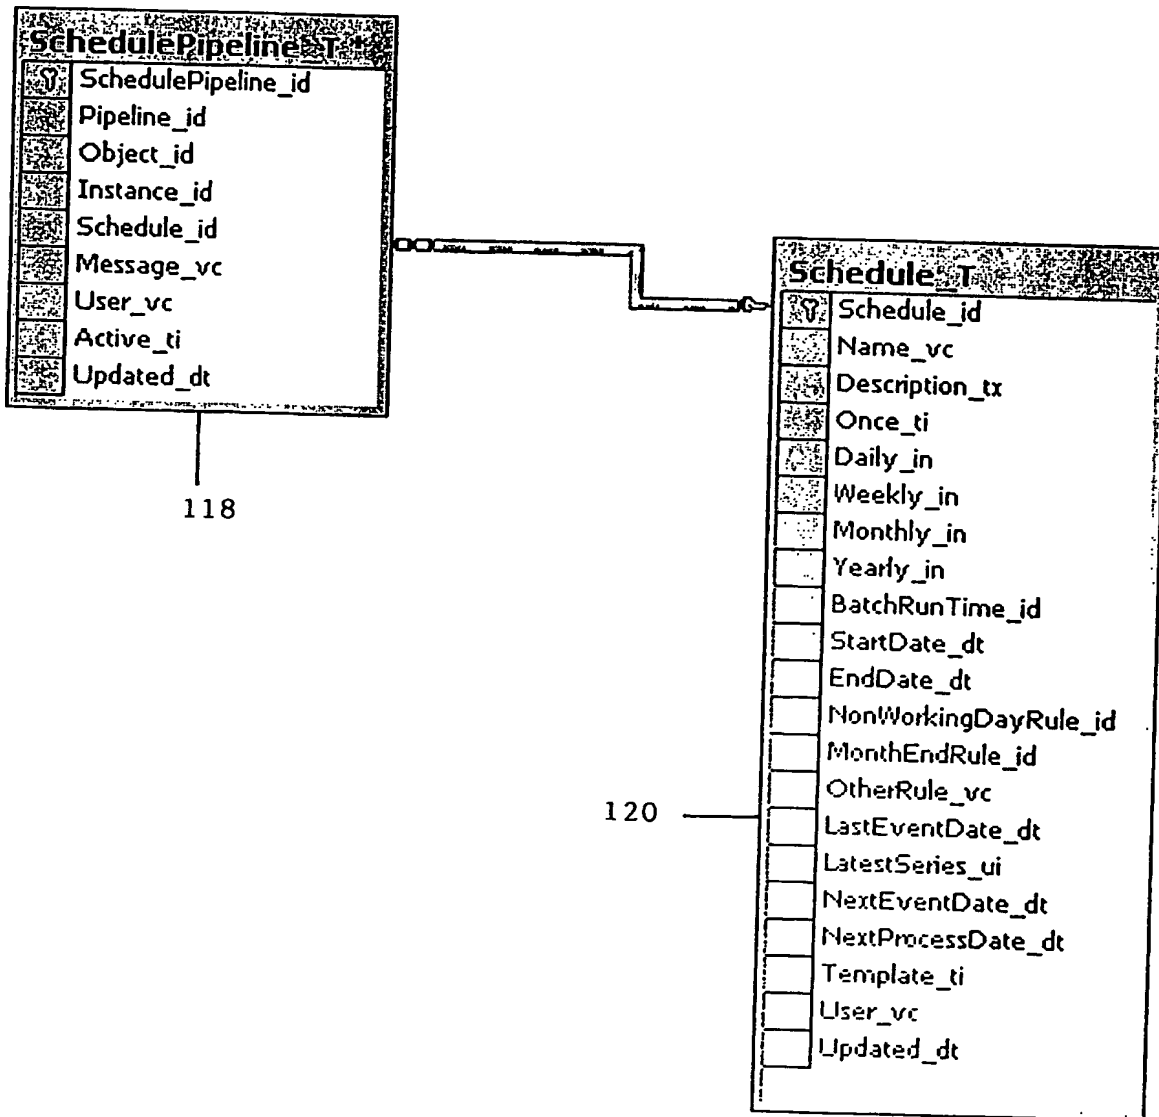 SchedulePipeline_T *
SchedulePipeline_id
Pipeline_id
Object_id
Instance_id
Schedule_id
Message_vc
User_vc
Active_ti
Updated_dt
118
Schedule_T
Schedule_id
Name_vc
Description_tx
Once_ti
Daily_in
Weekly_in
Monthly_in
Yearly_in
BatchRunTime_id
StartDate_dt
EndDate_dt
NonWorkingDayRule_id
MonthEndRule_id
OtherRule_vc
LastEventDate_dt
LatestSeries_ui
NextEventDate_dt
NextProcessDate_dt
Template_ti
User_vc
Updated_dt
120